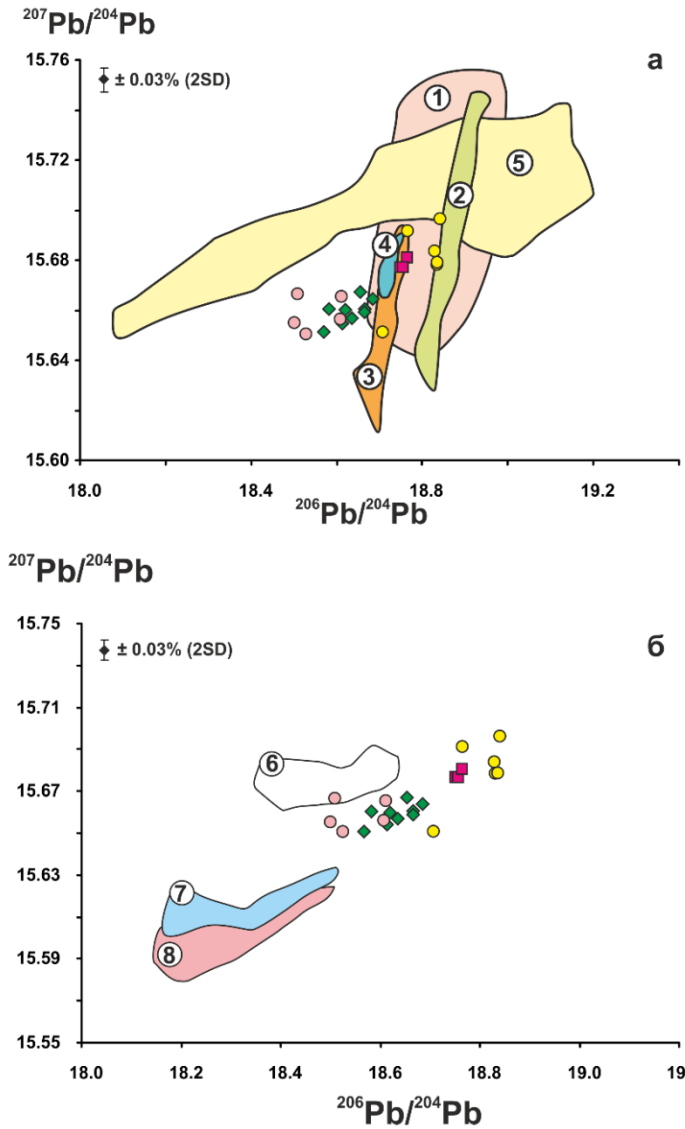 ²⁰⁷Pb/²⁰⁴Pb
15.76
± 0.03% (2SD)
a
1
15.72
5
2
15.68
4
15.64
3
15.60
18.0 18.4 18.8 19.2
²⁰⁶Pb/²⁰⁴Pb
²⁰⁷Pb/²⁰⁴Pb
15.75
± 0.03% (2SD)
б
15.71
6
15.67
15.63
7
8
15.59
15.55
18.0 18.2 18.4 18.6 18.8 19.0 19
²⁰⁶Pb/²⁰⁴Pb